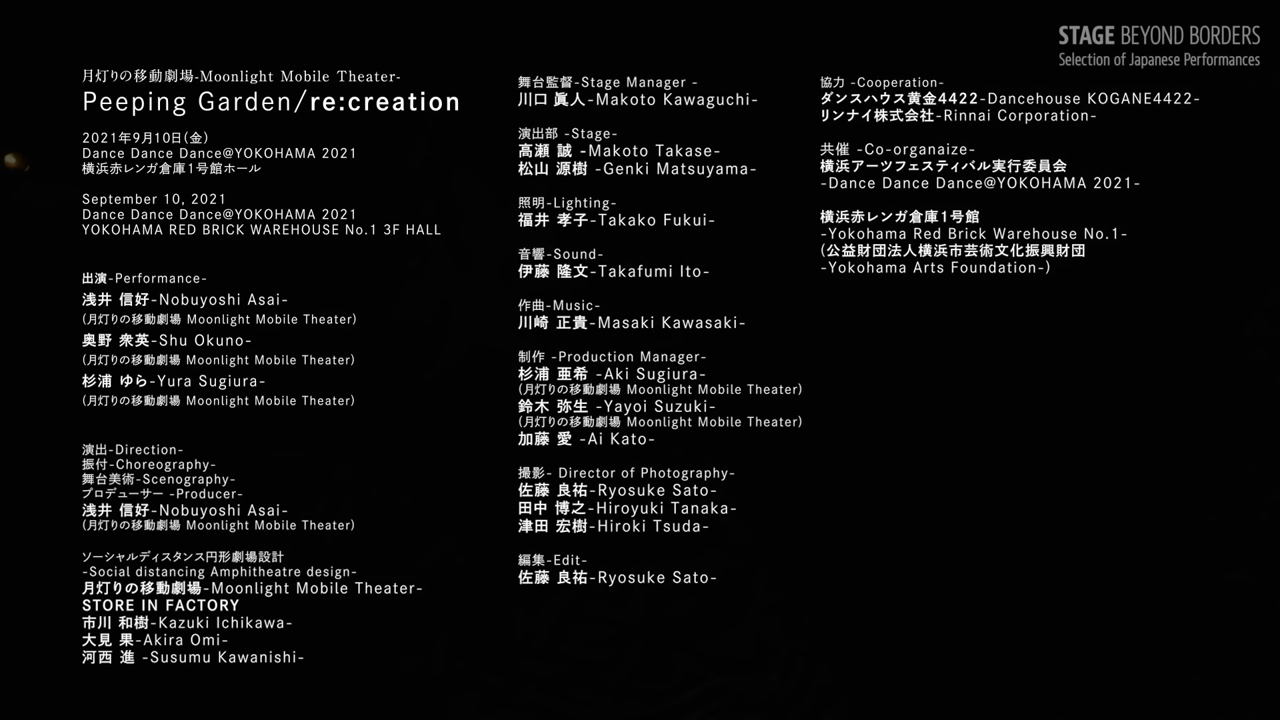 STAGE BEYOND BORDERS
Selection of Japanese Performances
月灯りの移動劇場-Moonlight Mobile Theater-
Peeping Garden/re:creation
2021年9月10日(金)
Dance Dance Dance@YOKOHAMA 2021
横浜赤レンガ倉庫1号館ホール
September 10, 2021
Dance Dance Dance@YOKOHAMA 2021
YOKOHAMA RED BRICK WAREHOUSE No.1 3F HALL
出演-Performance-
浅井 信好-Nobuyoshi Asai-
(月灯りの移動劇場 Moonlight Mobile Theater)
奥野 衆英-Shu Okuno-
(月灯りの移動劇場 Moonlight Mobile Theater)
杉浦 ゆら-Yura Sugiura-
(月灯りの移動劇場 Moonlight Mobile Theater)
演出-Direction-
振付-Choreography-
舞台美術-Scenography-
プロデューサー -Producer-
浅井 信好-Nobuyoshi Asai-
(月灯りの移動劇場 Moonlight Mobile Theater)
ソーシャルディスタンス円形劇場設計
-Social distancing Amphitheatre design-
月灯りの移動劇場-Moonlight Mobile Theater-
STORE IN FACTORY
市川 和樹-Kazuki Ichikawa-
大見 果-Akira Omi-
河西 進 -Susumu Kawanishi-
舞台監督-Stage Manager -
川口 眞人-Makoto Kawaguchi-
演出部 -Stage-
高瀬 誠 -Makoto Takase-
松山 源樹 -Genki Matsuyama-
照明-Lighting-
福井 孝子-Takako Fukui-
音響-Sound-
伊藤 隆文-Takafumi Ito-
作曲-Music-
川崎 正貴-Masaki Kawasaki-
制作 -Production Manager-
杉浦 亜希 -Aki Sugiura-
(月灯りの移動劇場 Moonlight Mobile Theater)
鈴木 弥生 -Yayoi Suzuki-
(月灯りの移動劇場 Moonlight Mobile Theater)
加藤 愛 -Ai Kato-
撮影- Director of Photography-
佐藤 良祐-Ryosuke Sato-
田中 博之-Hiroyuki Tanaka-
津田 宏樹-Hiroki Tsuda-
編集-Edit-
佐藤 良祐-Ryosuke Sato-
協力 -Cooperation-
ダンスハウス黄金4422-Dancehouse KOGANE4422-
リンナイ株式会社-Rinnai Corporation-
共催 -Co-organaize-
横浜アーツフェスティバル実行委員会
-Dance Dance Dance@YOKOHAMA 2021-
横浜赤レンガ倉庫1号館
-Yokohama Red Brick Warehouse No.1-
(公益財団法人横浜市芸術文化振興財団
-Yokohama Arts Foundation-)